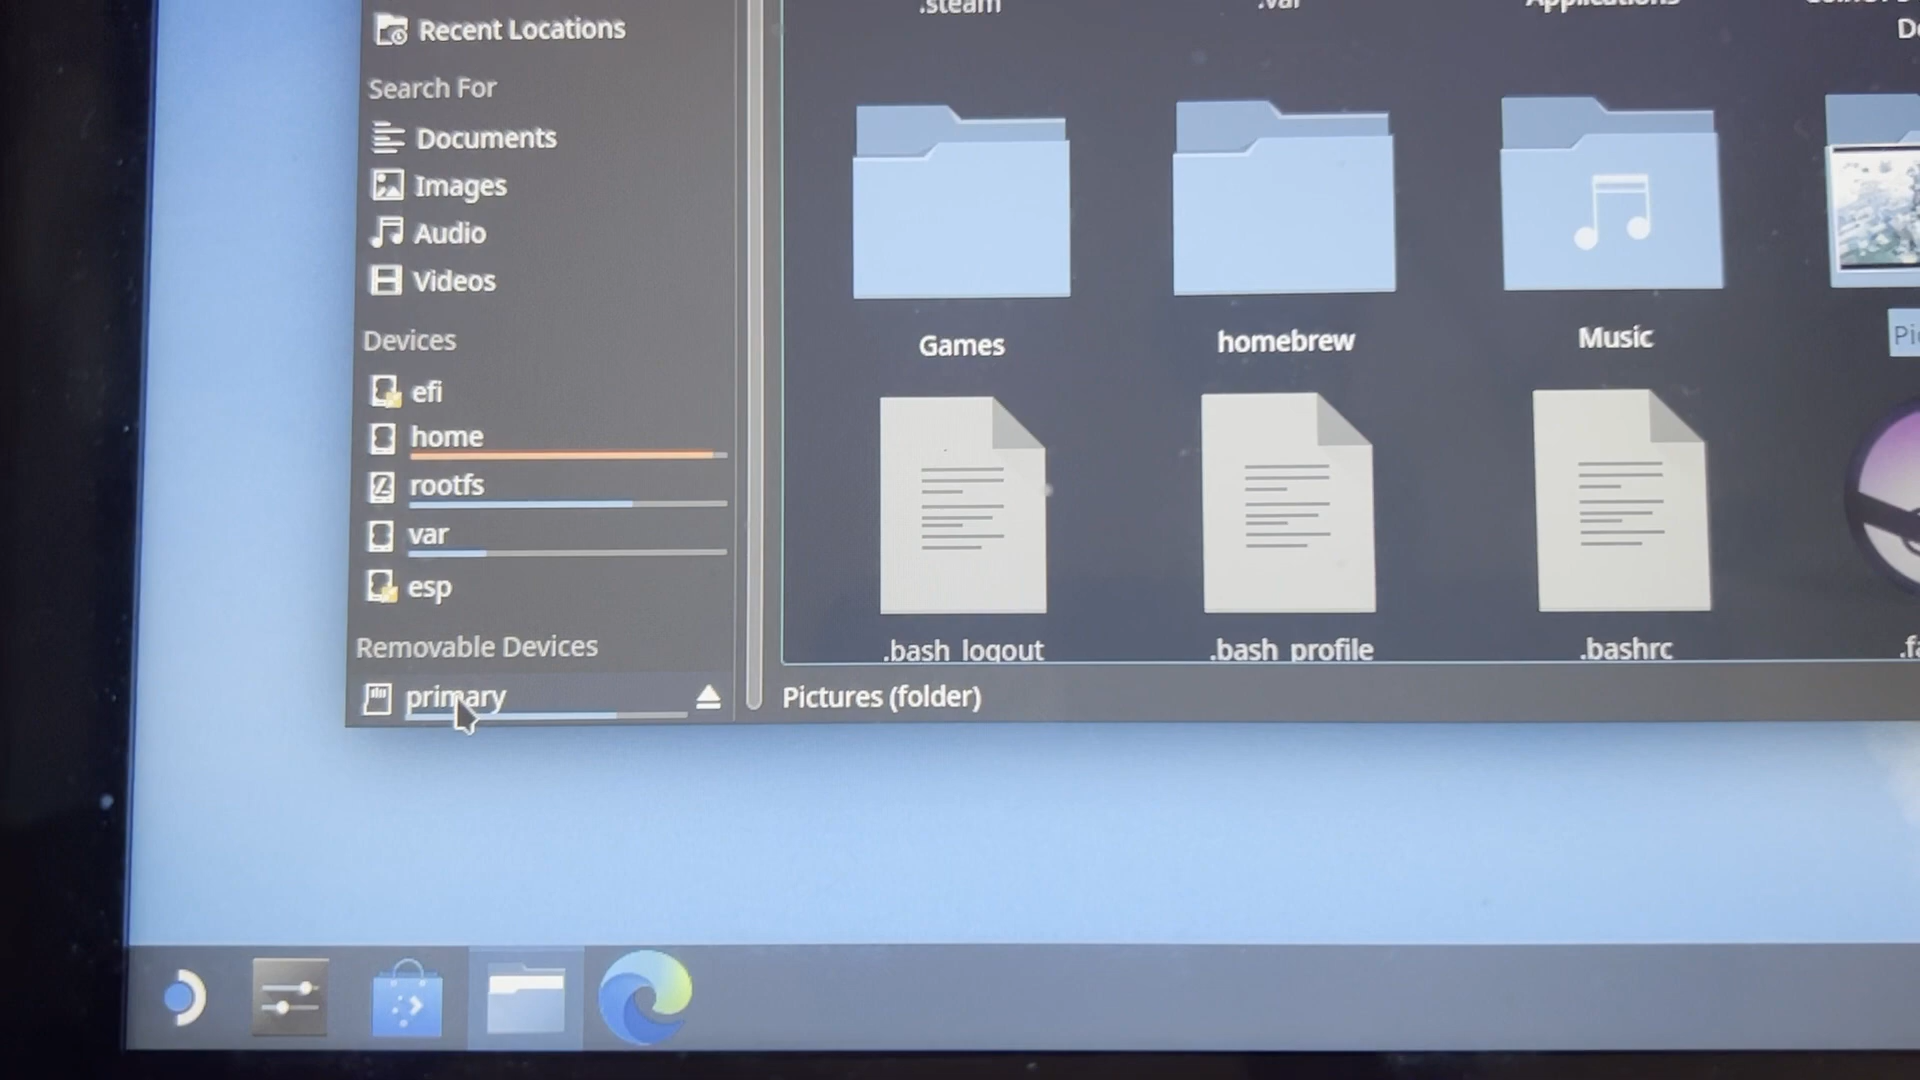 .steam
.var
Applications
Recent Locations
Search For
Documents
Images
Audio
Videos
Games
homebrew
Music
Devices
efi
home
rootfs
var
esp
Removable Devices
primary
.bash_logout
.bash_profile
.bashrc
Pictures (folder)